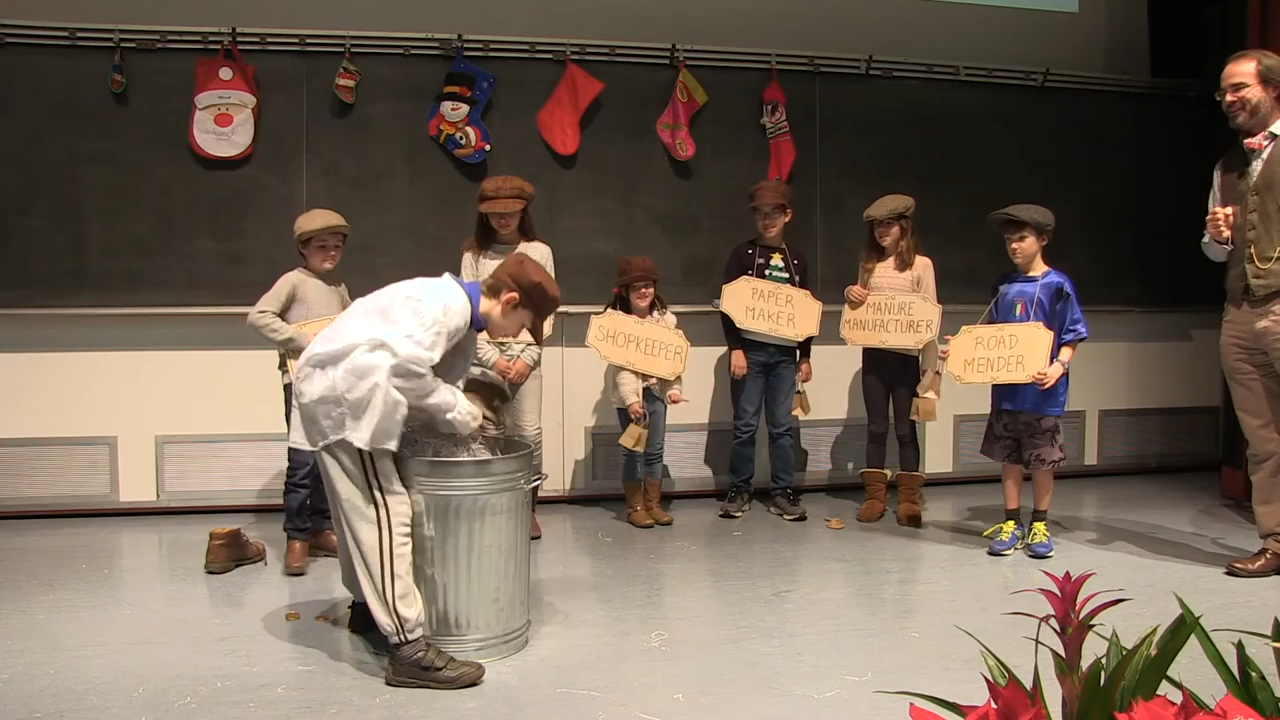 SHOPKEEPER
PAPER
MAKER
MANURE
MANUFACTURER
ROAD
MENDER